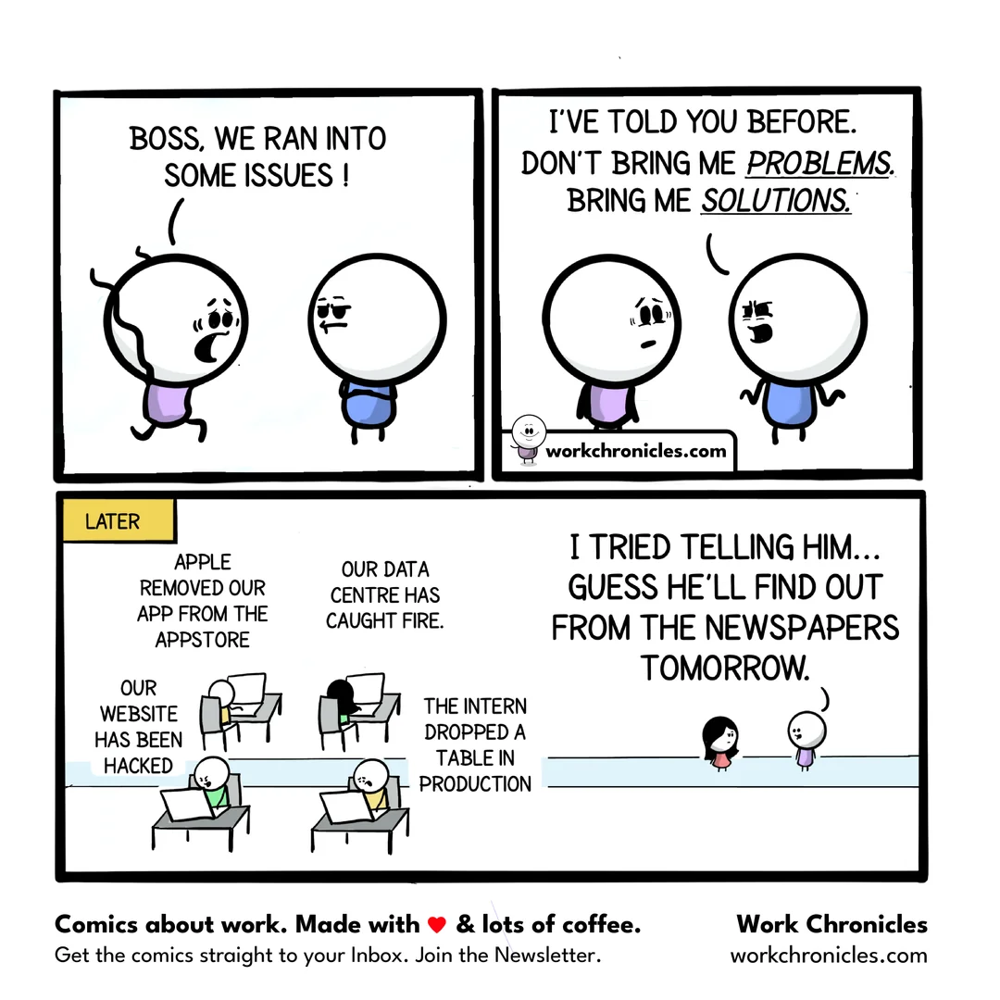 BOSS, WE RAN INTO
SOME ISSUES !
I'VE TOLD YOU BEFORE.
DON'T BRING ME PROBLEMS.
BRING ME SOLUTIONS.
workchronicles.com
LATER
APPLE
REMOVED OUR
APP FROM THE
APPSTORE
OUR DATA
CENTRE HAS
CAUGHT FIRE.
OUR
WEBSITE
HAS BEEN
HACKED
THE INTERN
DROPPED A
TABLE IN
PRODUCTION
I TRIED TELLING HIM...
GUESS HE'LL FIND OUT
FROM THE NEWSPAPERS
TOMORROW.
Comics about work. Made with ❤ & lots of coffee.
Get the comics straight to your Inbox. Join the Newsletter.
Work Chronicles
workchronicles.com